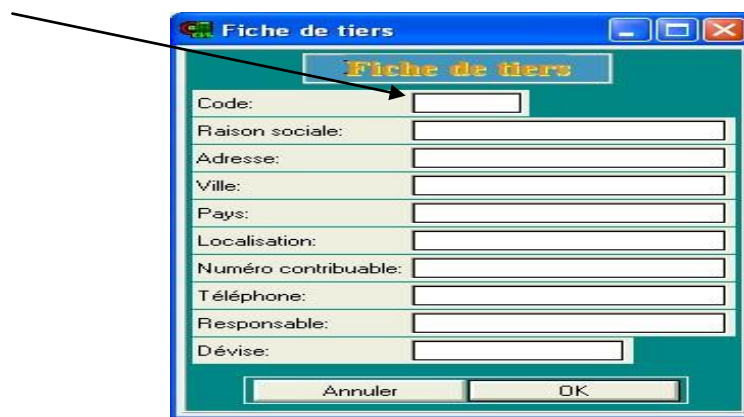 Fiche de tiers
Fiche de tiers
Code:
Raison sociale:
Adresse:
Ville:
Pays:
Localisation:
Numéro contribuable:
Téléphone:
Responsable:
Dévise:
Annuler OK